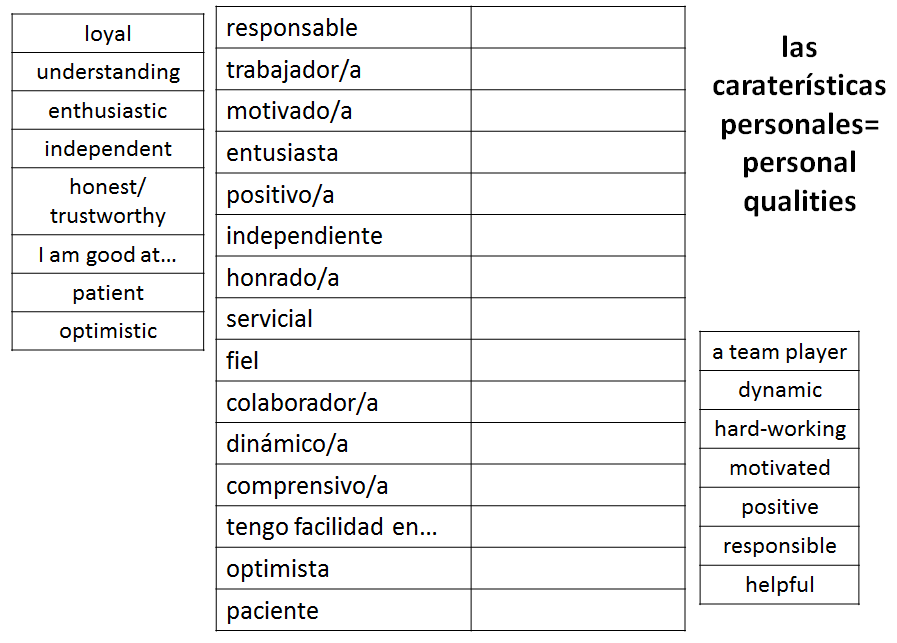 loyal
understanding
enthusiastic
independent
honest/
trustworthy
I am good at…
patient
optimistic
responsable
trabajador/a
motivado/a
entusiasta
positivo/a
independiente
honrado/a
servicial
fiel
colaborador/a
dinámico/a
comprensivo/a
tengo facilidad en…
optimista
paciente
las
caraterísticas
personales=
personal
qualities
a team player
dynamic
hard-working
motivated
positive
responsible
helpful